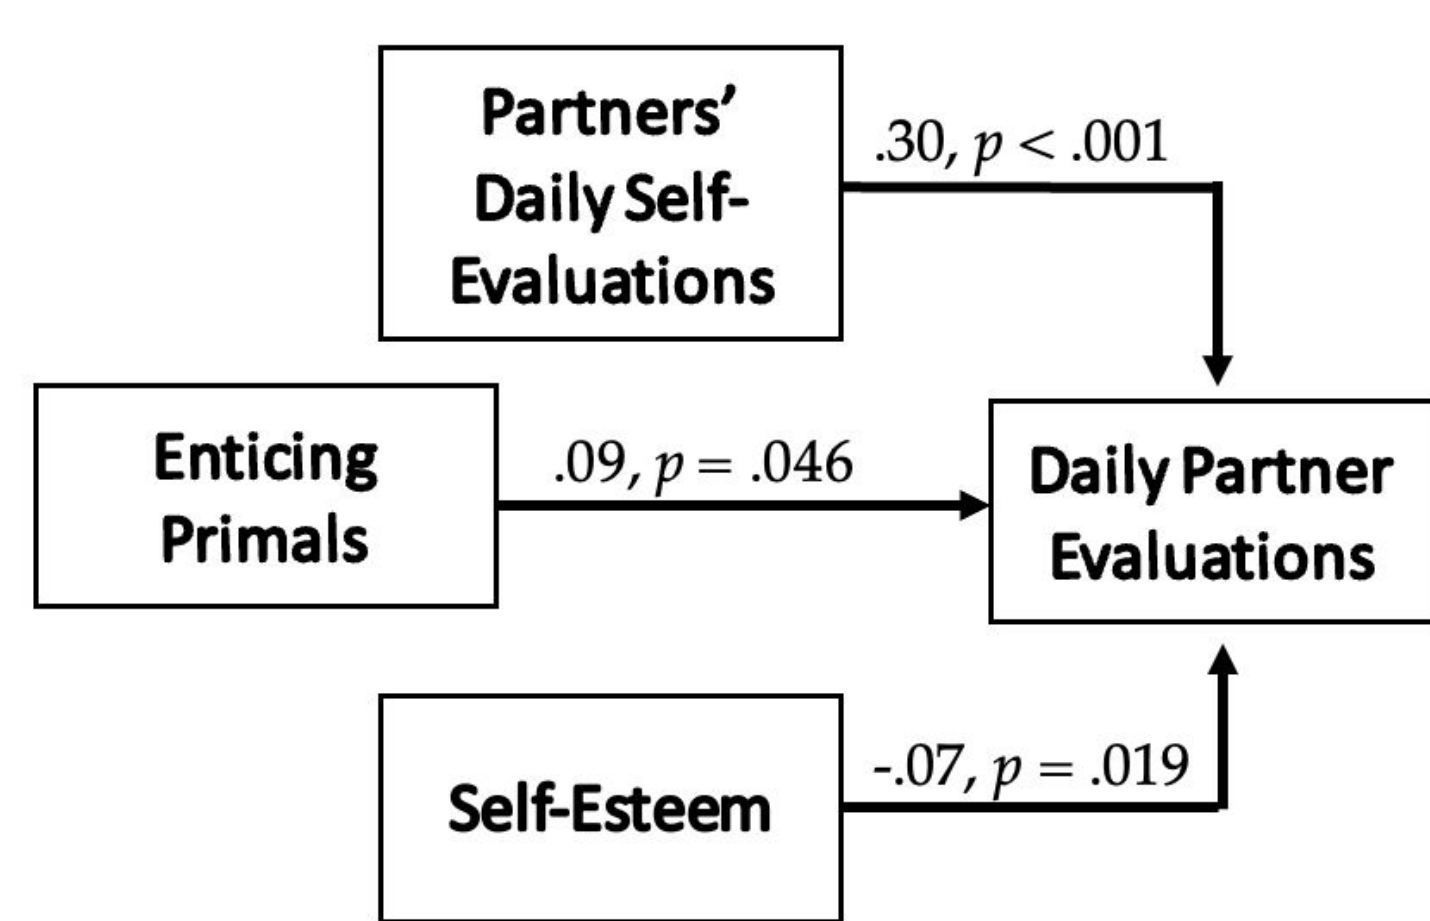 Partners’
Daily Self-
Evaluations
.30, p < .001
Enticing
Primals
.09, p = .046
Daily Partner
Evaluations
Self-Esteem
-.07, p = .019